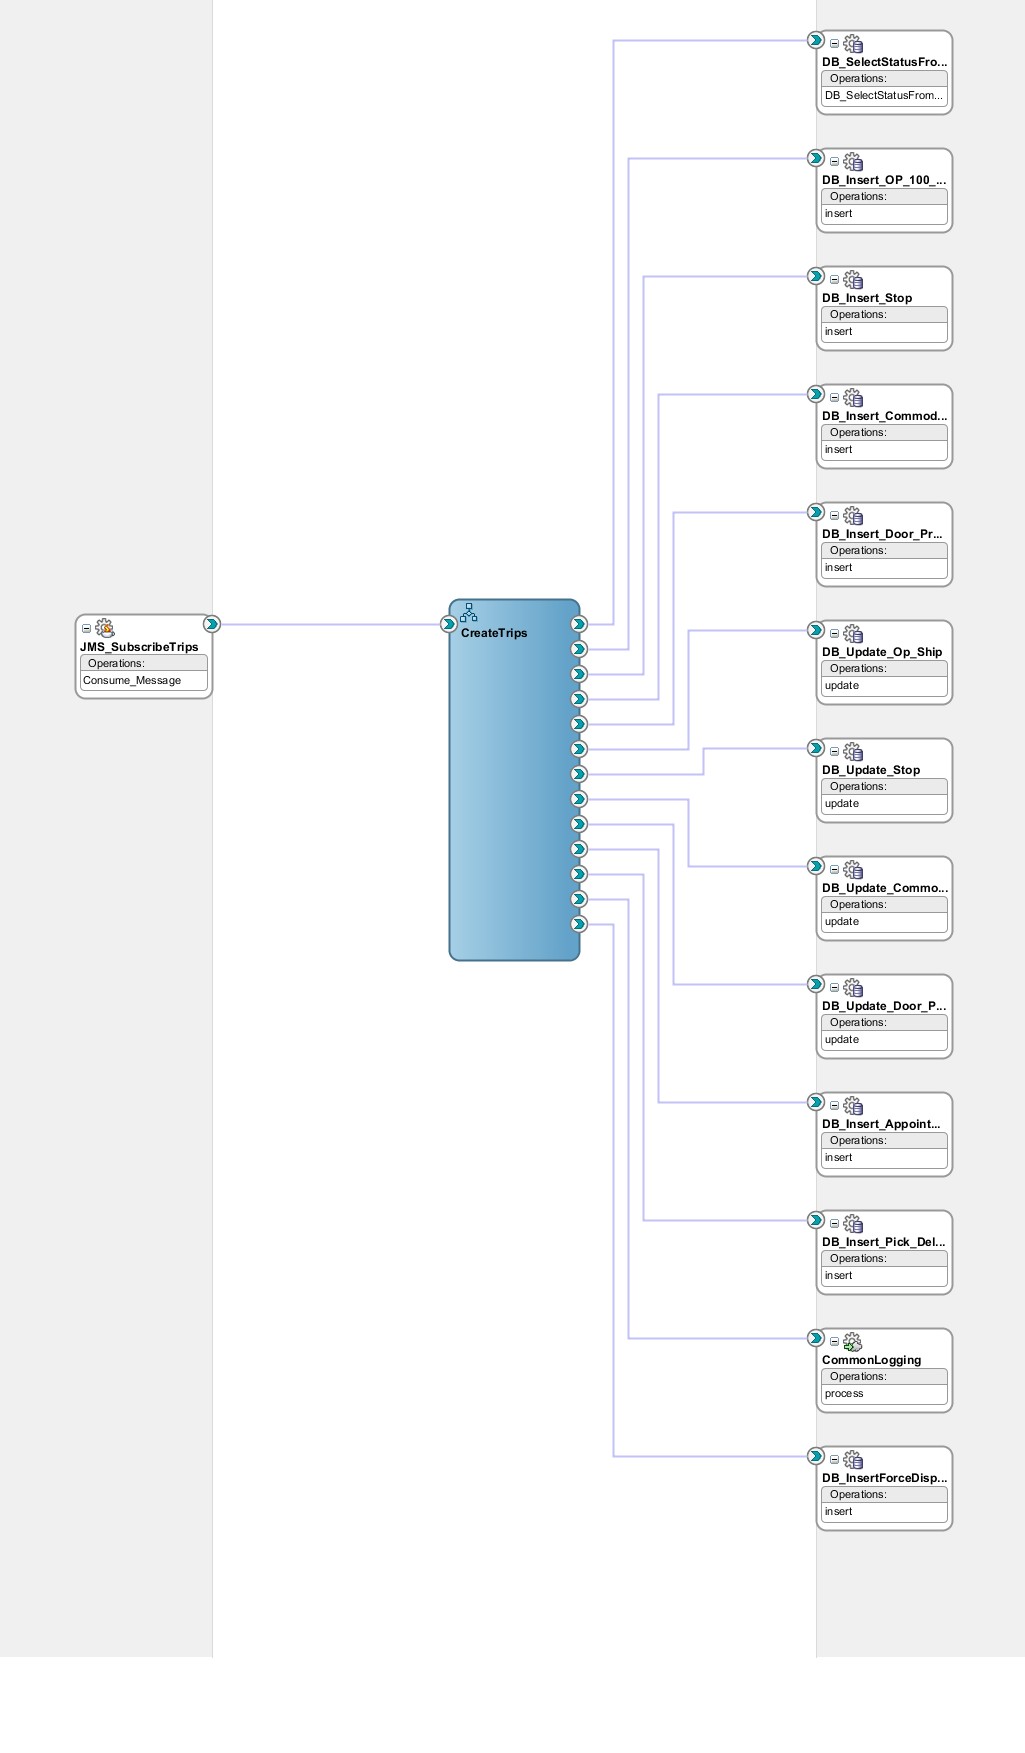 DB_SelectStatusFro...
Operations:
DB_SelectStatusFrom...
DB_Insert_OP_100_...
Operations:
insert
DB_Insert_Stop
Operations:
insert
DB_Insert_Commod...
Operations:
insert
DB_Insert_Door_Pr...
Operations:
insert
JMS_SubscribeTrips
Operations:
Consume_Message
CreateTrips
DB_Update_Op_Ship
Operations:
update
DB_Update_Stop
Operations:
update
DB_Update_Commo...
Operations:
update
DB_Update_Door_P...
Operations:
update
DB_Insert_Appoint...
Operations:
insert
DB_Insert_Pick_Del...
Operations:
insert
CommonLogging
Operations:
process
DB_InsertForceDisp...
Operations:
insert